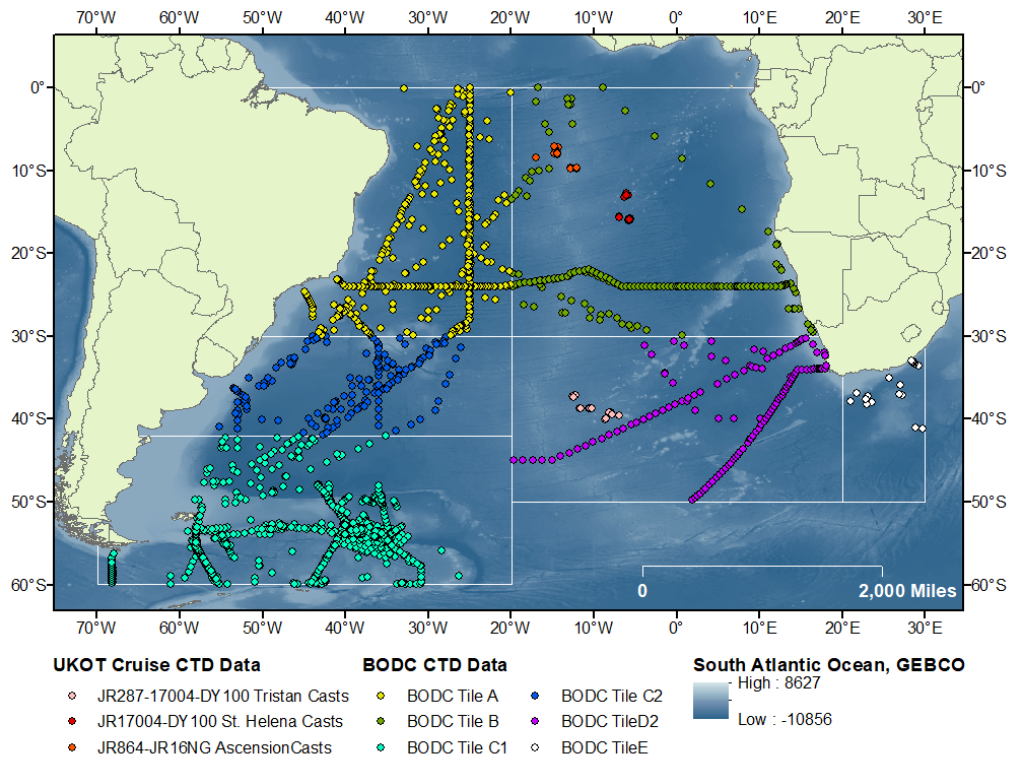 70°W 60°W 50°W 40°W 30°W 20°W 10°W 0° 10°E 20°E 30°E
0° 0°
10°S 10°S
20°S 20°S
30°S 30°S
40°S 40°S
50°S 50°S
60°S 60°S
0 2,000 Miles
70°W 60°W 50°W 40°W 30°W 20°W 10°W 0° 10°E 20°E 30°E
UKOT Cruise CTD Data BODC CTD Data South Atlantic Ocean, GEBCO
JR287-17004-DY100 Tristan Casts BODC Tile A BODC Tile C2 High : 8627
JR17004-DY100 St. Helena Casts BODC Tile B BODC TileD2 Low : -10856
JR864-JR16NG AscensionCasts BODC Tile C1 BODC TileE